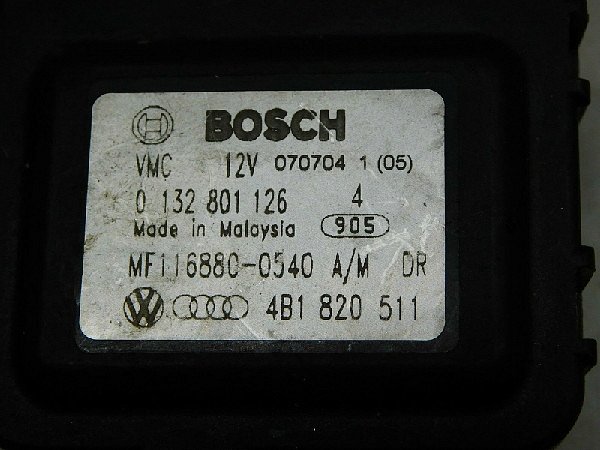 BOSCH
VMC 12V 070704 1 (05)
0 132 801 126 4
Made in Malaysia 905
MF116880-0540 A/M DR
4B1 820 511